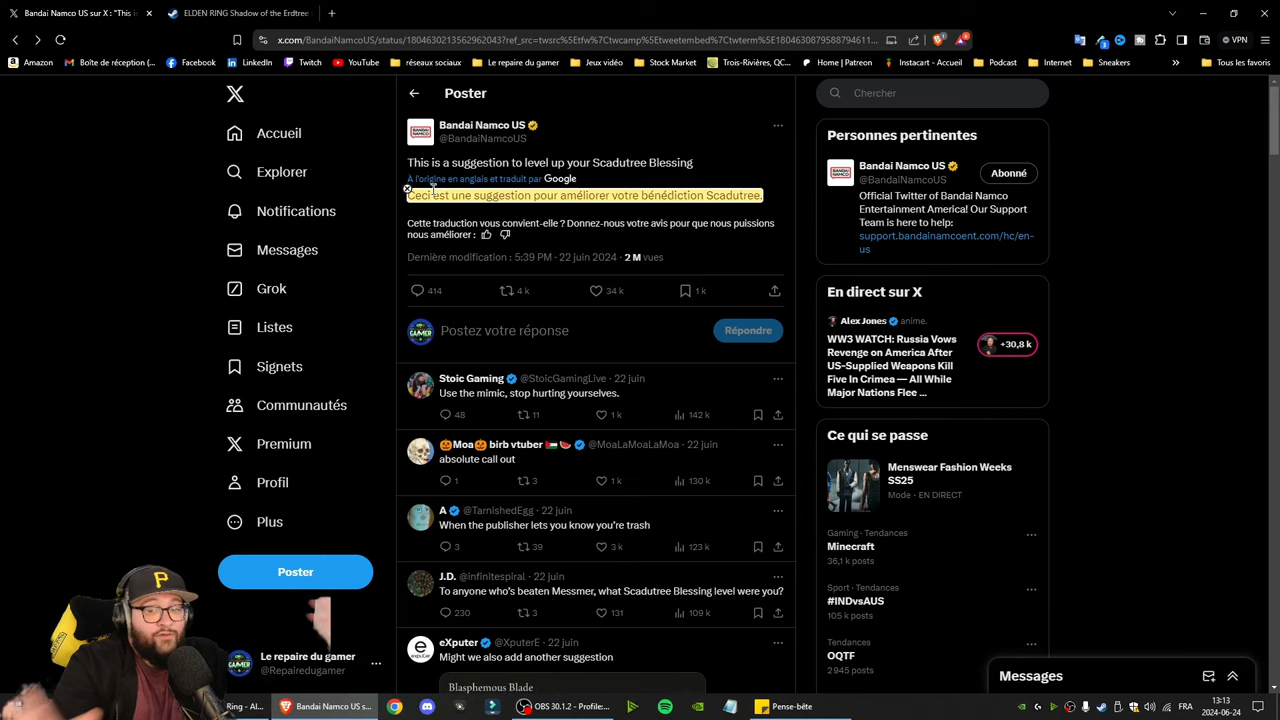 Bandai Namco US sur X : "This is
ELDEN RING Shadow of the Erdtree
x.com/BandaiNamcoUS/status/1804630213562962043?ref_src=twsrc%5Etfw%7Ctwcamp%5Etweetembed%7Ctwterm%5E1804630879588794611...
VPN
Amazon
Boîte de réception (...
Facebook
LinkedIn
Twitch
YouTube
réseaux sociaux
Le repaire du gamer
Jeux vidéo
Stock Market
Trois-Rivières, QC...
Home | Patreon
Instacart - Accueil
Podcast
Internet
Sneakers
Tous les favoris
Accueil
Explorer
Notifications
Messages
Grok
Listes
Signets
Communautés
Premium
Profil
Plus
Poster
Le repaire du gamer
@Repairedugamer
Poster
Bandai Namco US
@BandaiNamcoUS
This is a suggestion to level up your Scadutree Blessing
À l'origine en anglais et traduit par Google
Ceci est une suggestion pour améliorer votre bénédiction Scadutree.
Cette traduction vous convient-elle ? Donnez-nous votre avis pour que nous puissions
nous améliorer :
Dernière modification : 5:39 PM · 22 juin 2024 · 2 M vues
414
4 k
34 k
1 k
Postez votre réponse
Répondre
Stoic Gaming @StoicGamingLive · 22 juin
Use the mimic, stop hurting yourselves.
48
11
1 k
142 k
Moa birb vtuber @MoaLaMoaLaMoa · 22 juin
absolute call out
1
3
1 k
130 k
A @TarnishedEgg · 22 juin
When the publisher lets you know you're trash
3
39
3 k
123 k
J.D. @infinitespiral · 22 juin
To anyone who's beaten Messmer, what Scadutree Blessing level were you?
230
3
131
109 k
eXputer @XputerE · 22 juin
Might we also add another suggestion
Blasphemous Blade
Chercher
Personnes pertinentes
Bandai Namco US
@BandaiNamcoUS
Abonné
Official Twitter of Bandai Namco
Entertainment America! Our Support
Team is here to help:
support.bandainamcoent.com/hc/en-
us
En direct sur X
Alex Jones anime.
WW3 WATCH: Russia Vows
Revenge on America After
US-Supplied Weapons Kill
Five In Crimea — All While
Major Nations Flee ...
+30,8 k
Ce qui se passe
Menswear Fashion Weeks
SS25
Mode · EN DIRECT
Gaming · Tendances
Minecraft
36,1 k posts
Sport · Tendances
#INDvsAUS
105 k posts
Tendances
OQTF
2 945 posts
Messages
Ring - Al...
Bandai Namco US s...
OBS 30.1.2 - Profile:...
Pense-bête
FRA
13:13
2024-06-24